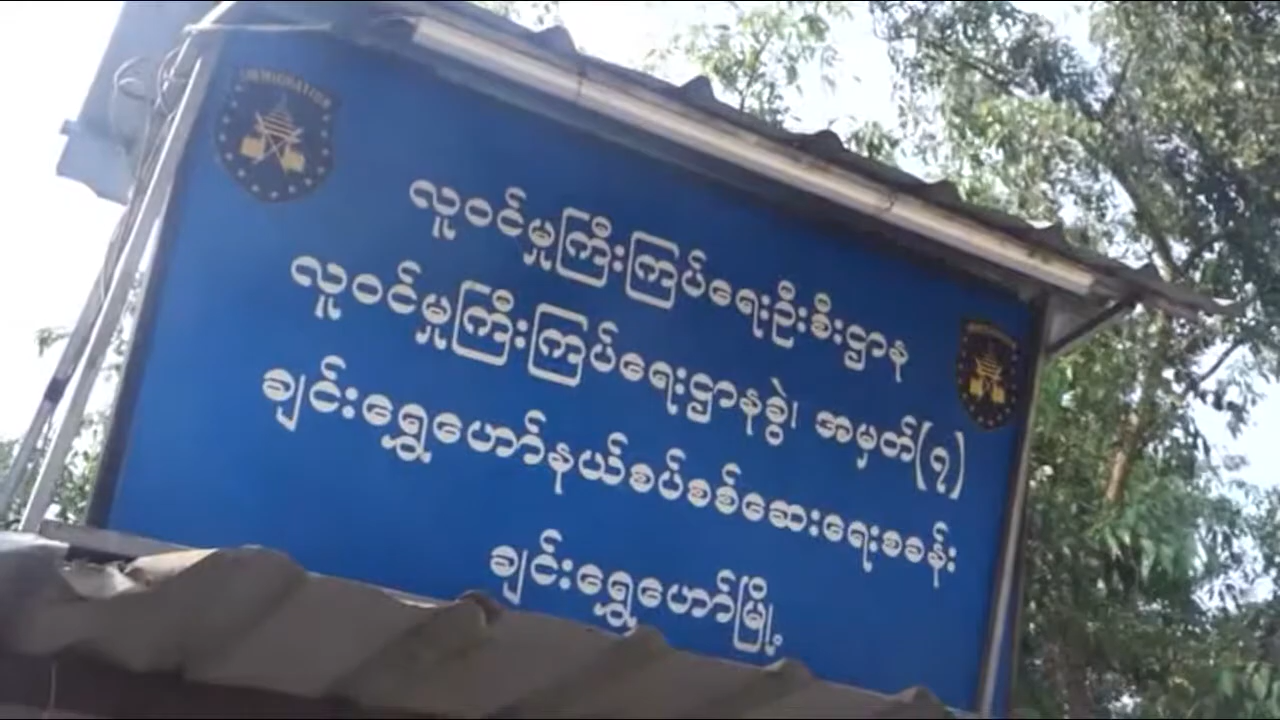 IMMIGRATION
လူဝင်မှုကြီးကြပ်ရေးဦးစီးဌာန
လူဝင်မှုကြီးကြပ်ရေးဌာနခွဲ၊ အမှတ်(၇)
ချင်းရွှေဟော်နယ်စပ်စစ်ဆေးရေးစခန်း
ချင်းရွှေဟော်မြို့